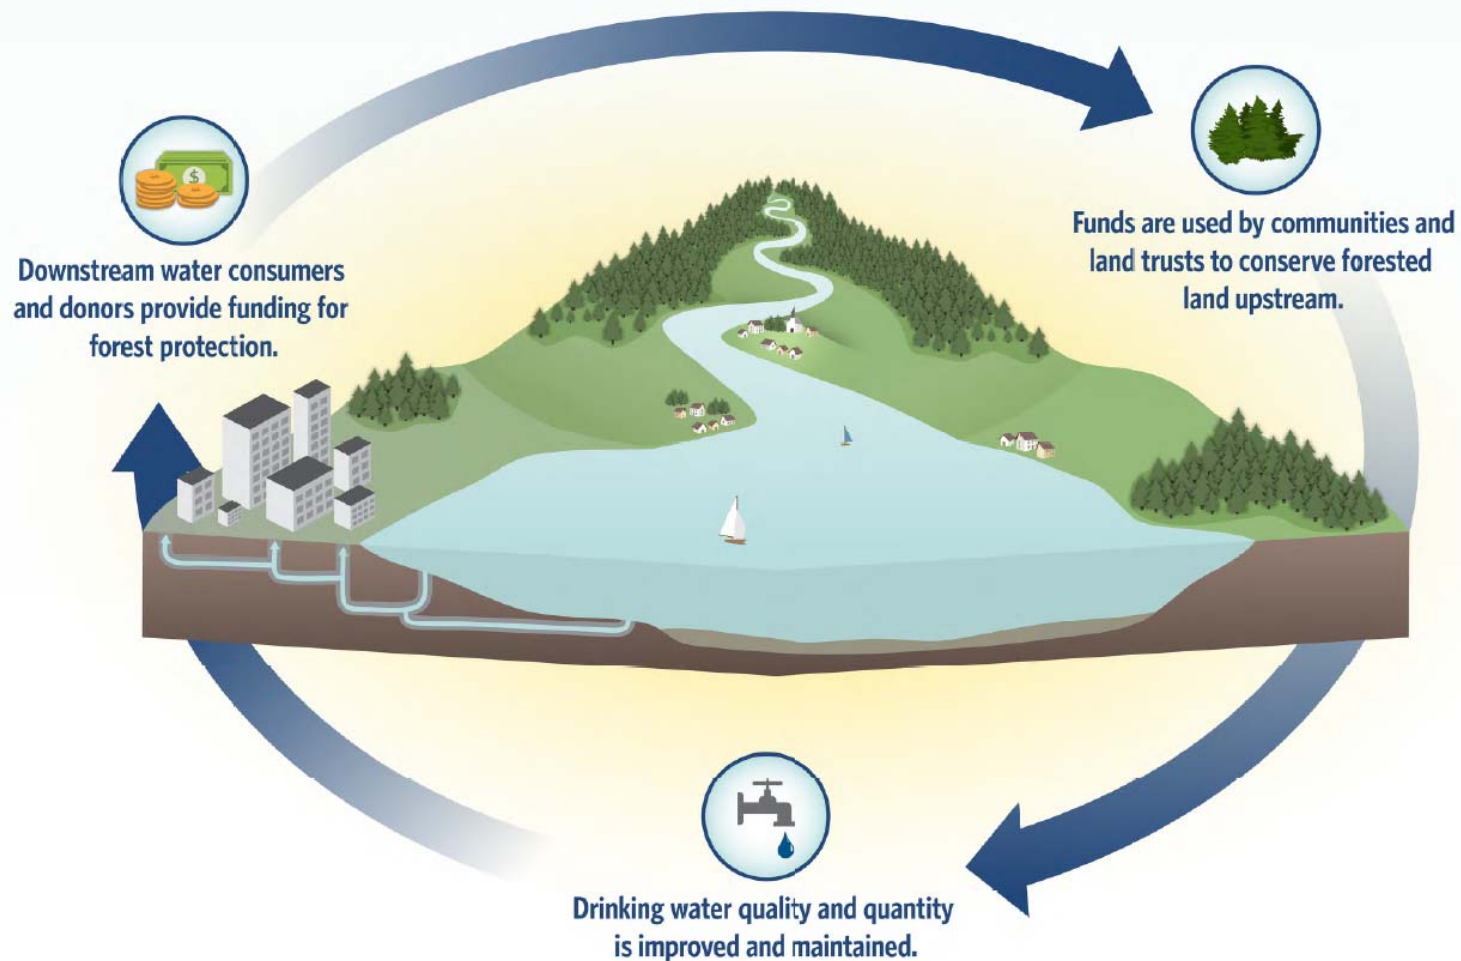 Downstream water consumers
and donors provide funding for
forest protection.
Funds are used by communities and
land trusts to conserve forested
land upstream.
Drinking water quality and quantity
is improved and maintained.
$